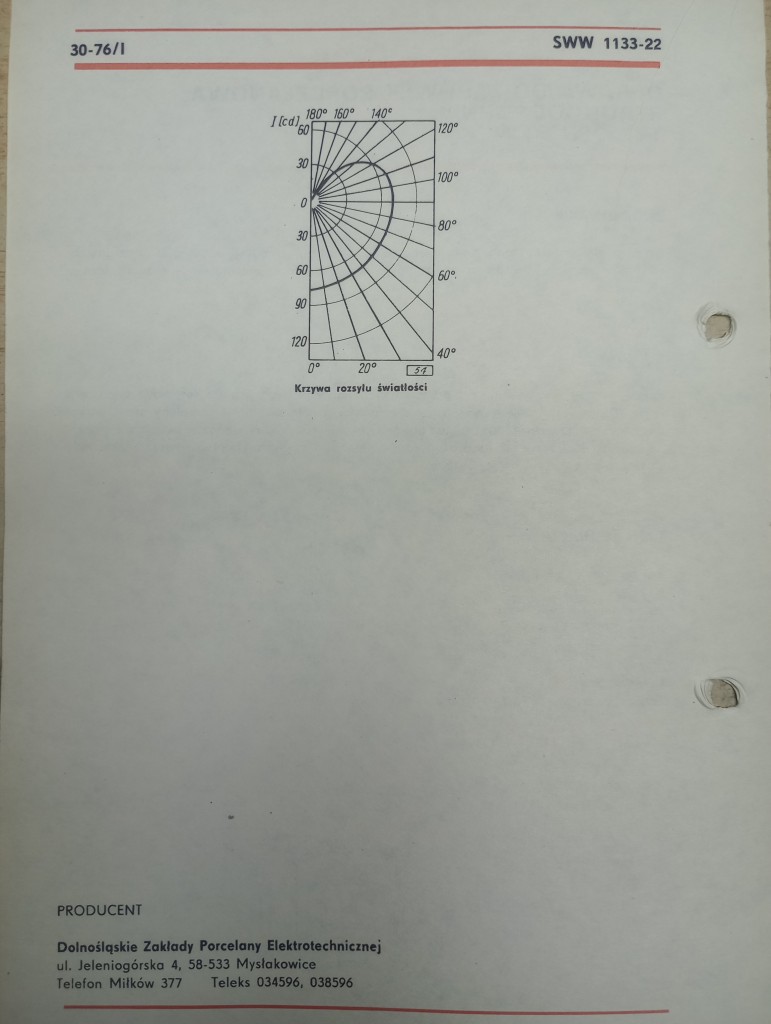 30-76/I
SWW 1133-22
I [cd]
180° 160° 140°
60
120°
30
100°
0
30
80°
60
60°
90
120
40°
0°
20°
51
Krzywa rozsyłu światłości
PRODUCENT
Dolnośląskie Zakłady Porcelany Elektrotechnicznej
ul. Jeleniogórska 4, 58-533 Mysłakowice
Telefon Miłków 377 Teleks 034596, 038596